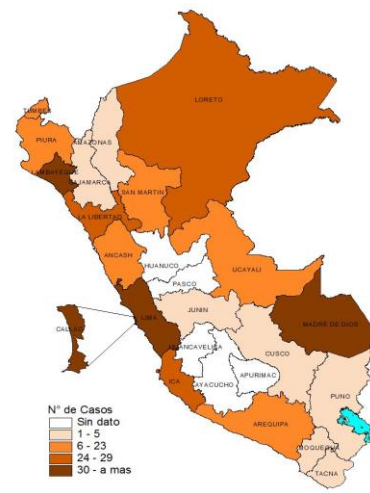 LORETO
TUMBES
PIURA
AMAZONAS
LAMBAYEQUE
CAJAMARCA
SAN MARTIN
LA LIBERTAD
ANCASH
HUANUCO
UCAYALI
PASCO
JUNIN
CALLAO
LIMA
MADRE DE DIOS
HUANCAVELICA
CUSCO
ICA
AYACUCHO
APURIMAC
PUNO
AREQUIPA
MOQUEGUA
TACNA
N° de Casos
Sin dato
1 - 5
6 - 23
24 - 29
30 - a mas